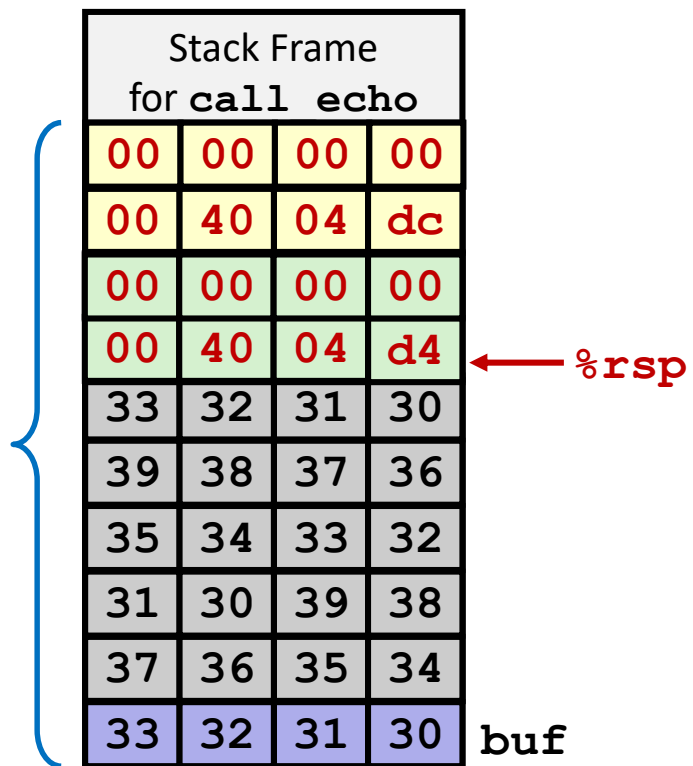 Stack Frame
for call echo
00 00 00 00
00 40 04 dc
00 00 00 00
00 40 04 d4
%rsp
33 32 31 30
39 38 37 36
35 34 33 32
31 30 39 38
37 36 35 34
33 32 31 30 buf